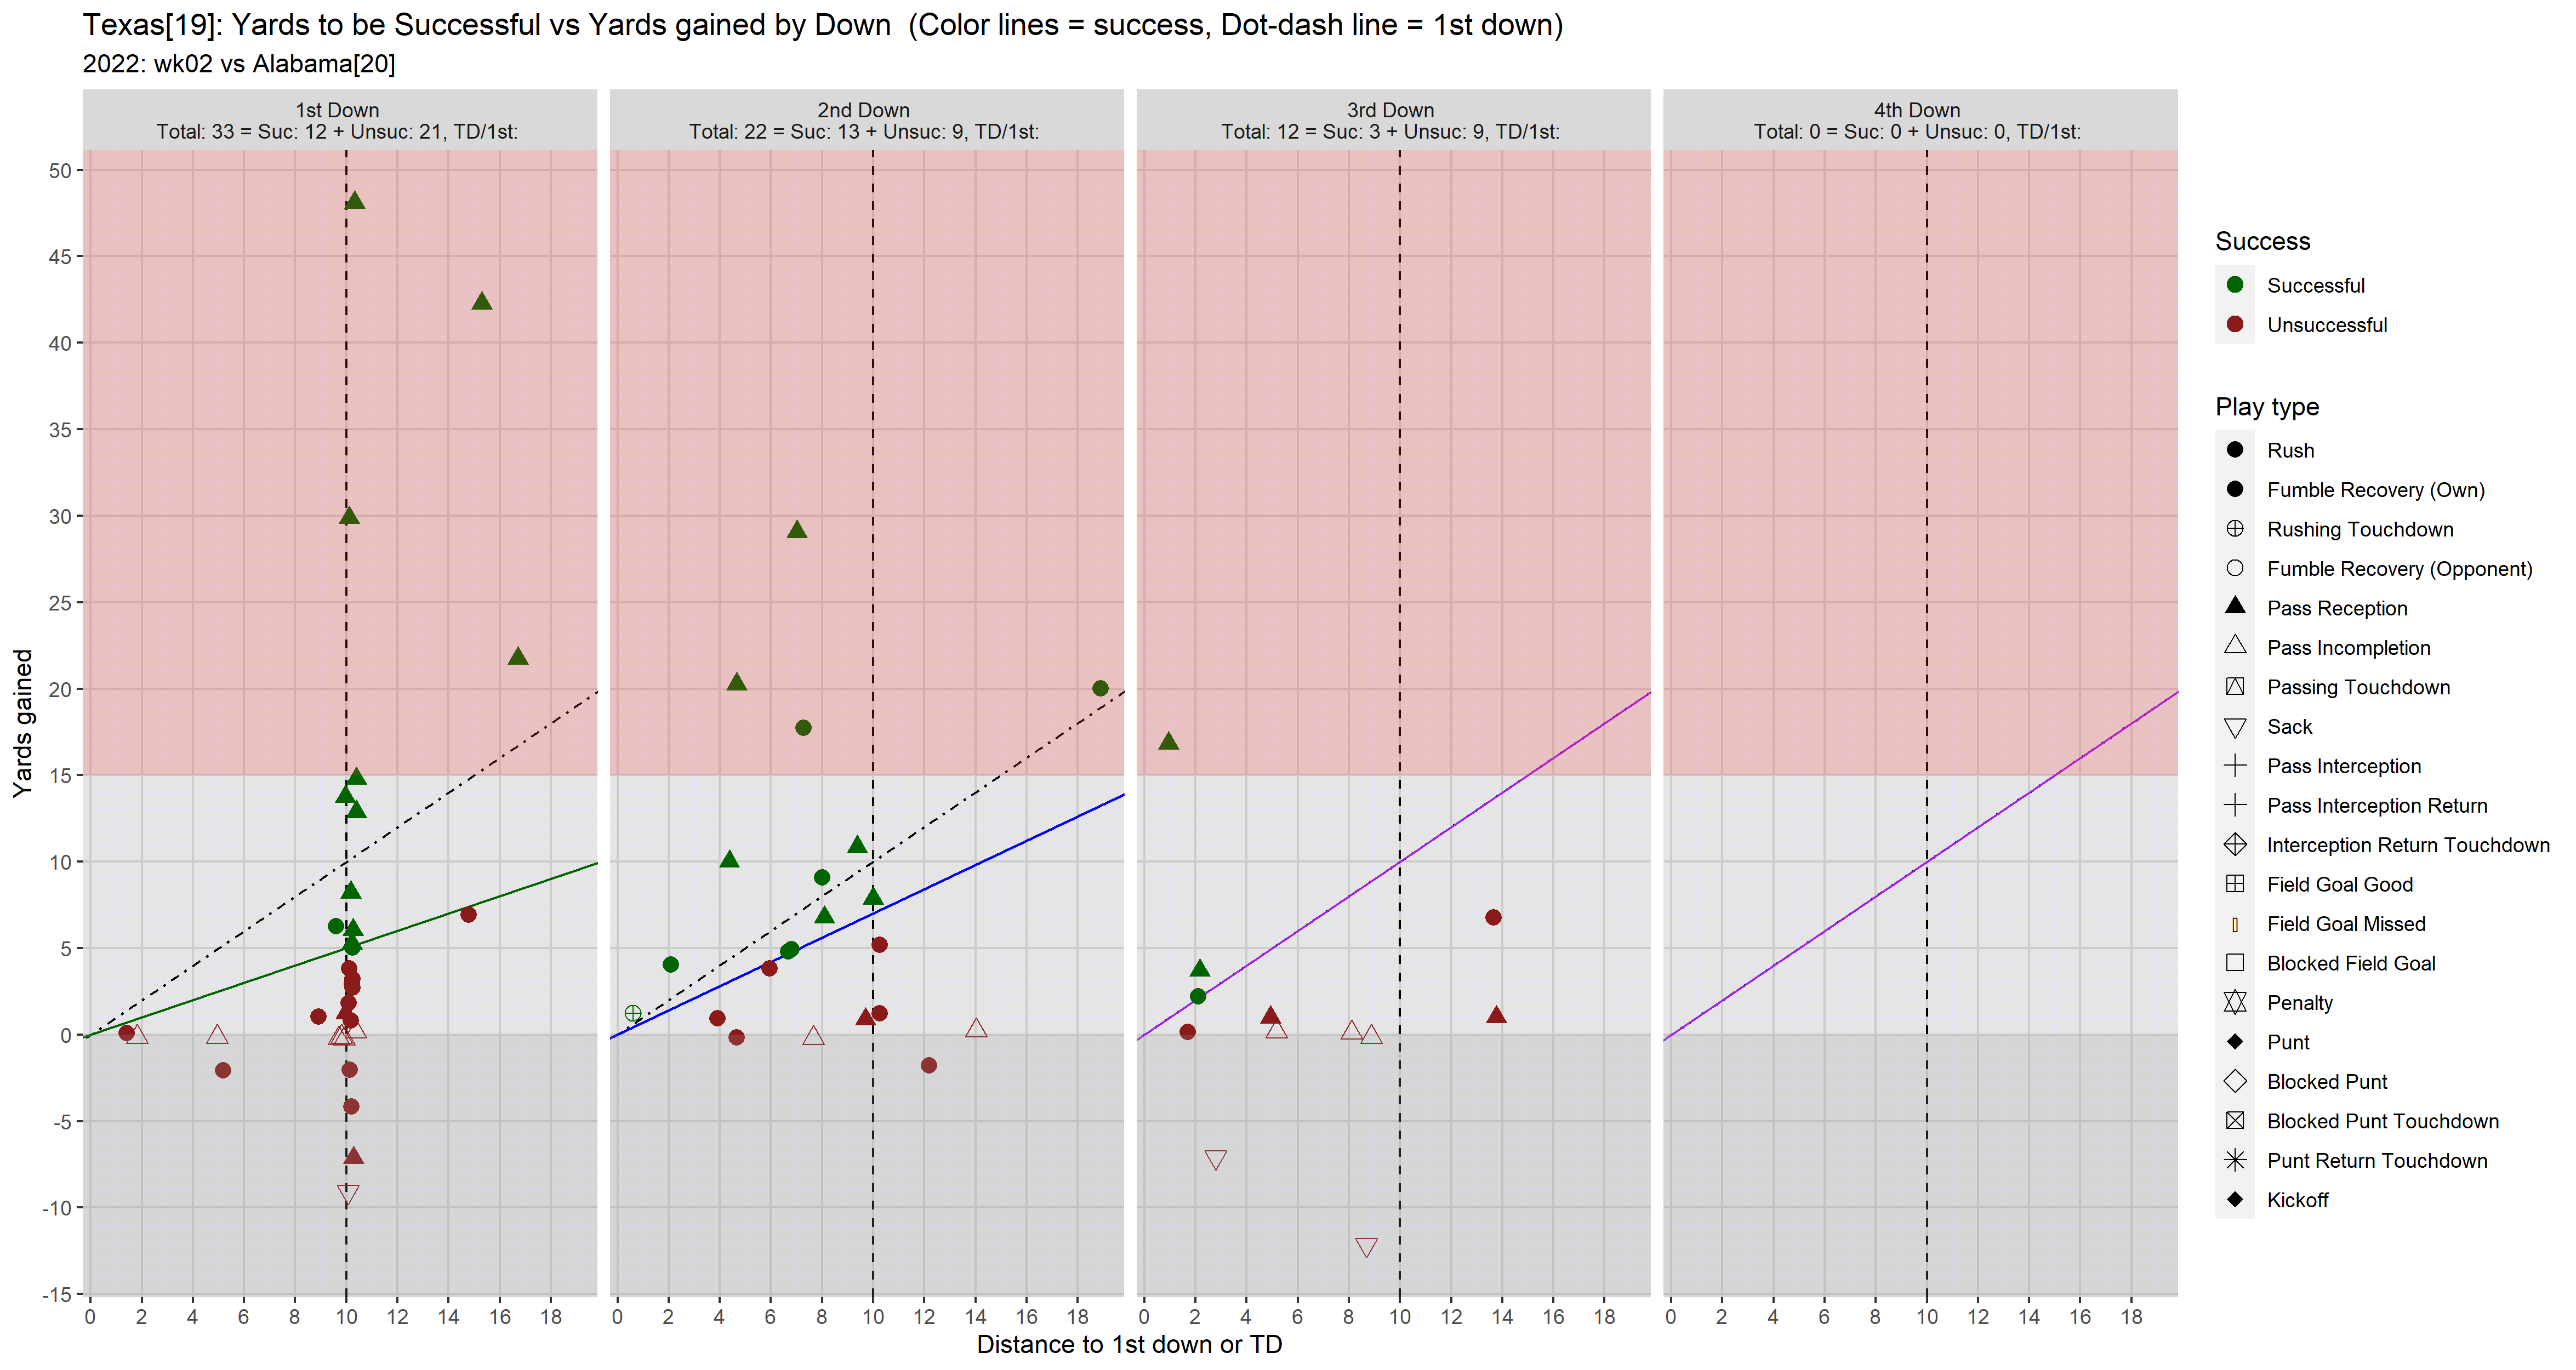 Texas[19]: Yards to be Successful vs Yards gained by Down  (Color lines = success, Dot-dash line = 1st down)
2022: wk02 vs Alabama[20]
1st Down
Total: 33 = Suc: 12 + Unsuc: 21, TD/1st:
2nd Down
Total: 22 = Suc: 13 + Unsuc: 9, TD/1st:
3rd Down
Total: 12 = Suc: 3 + Unsuc: 9, TD/1st:
4th Down
Total: 0 = Suc: 0 + Unsuc: 0, TD/1st:
Yards gained
50
45
40
35
30
25
20
15
10
5
0
-5
-10
-15
0 2 4 6 8 10 12 14 16 18
0 2 4 6 8 10 12 14 16 18
0 2 4 6 8 10 12 14 16 18
0 2 4 6 8 10 12 14 16 18
Distance to 1st down or TD
Success
Successful
Unsuccessful
Play type
Rush
Fumble Recovery (Own)
Rushing Touchdown
Fumble Recovery (Opponent)
Pass Reception
Pass Incompletion
Passing Touchdown
Sack
Pass Interception
Pass Interception Return
Interception Return Touchdown
Field Goal Good
Field Goal Missed
Blocked Field Goal
Penalty
Punt
Blocked Punt
Blocked Punt Touchdown
Punt Return Touchdown
Kickoff